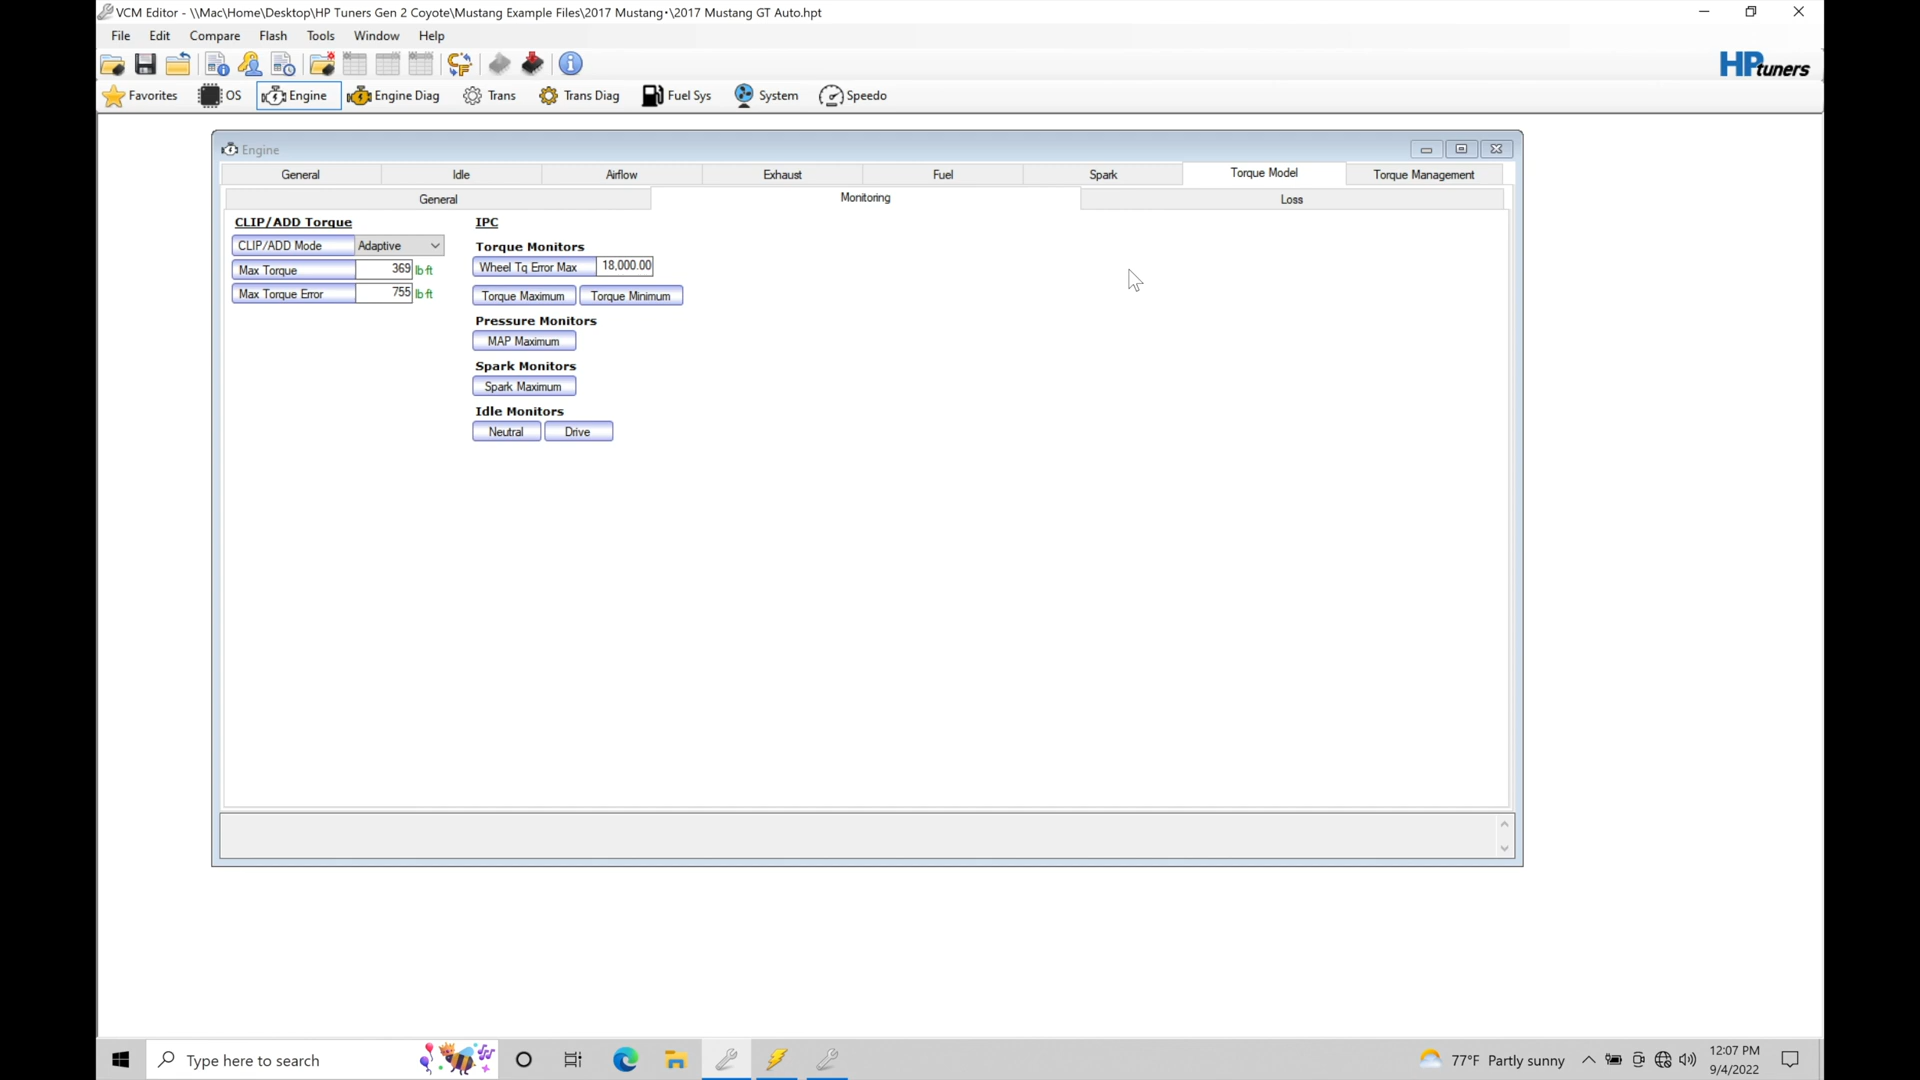 VCM Editor - \\Mac\Home\Desktop\HP Tuners Gen 2 Coyote\Mustang Example Files\2017 Mustang•\2017 Mustang GT Auto.hpt
File Edit Compare Flash Tools Window Help
HPtuners
Favorites OS Engine Engine Diag Trans Trans Diag Fuel Sys System Speedo
Engine
General Idle Airflow Exhaust Fuel Spark Torque Model Torque Management
General Monitoring Loss
CLIP/ADD Torque
CLIP/ADD Mode Adaptive
Max Torque 369 lb·ft
Max Torque Error 755 lb·ft
IPC
Torque Monitors
Wheel Tq Error Max 18,000.00
Torque Maximum Torque Minimum
Pressure Monitors
MAP Maximum
Spark Monitors
Spark Maximum
Idle Monitors
Neutral Drive
Type here to search
77°F Partly sunny
12:07 PM
9/4/2022